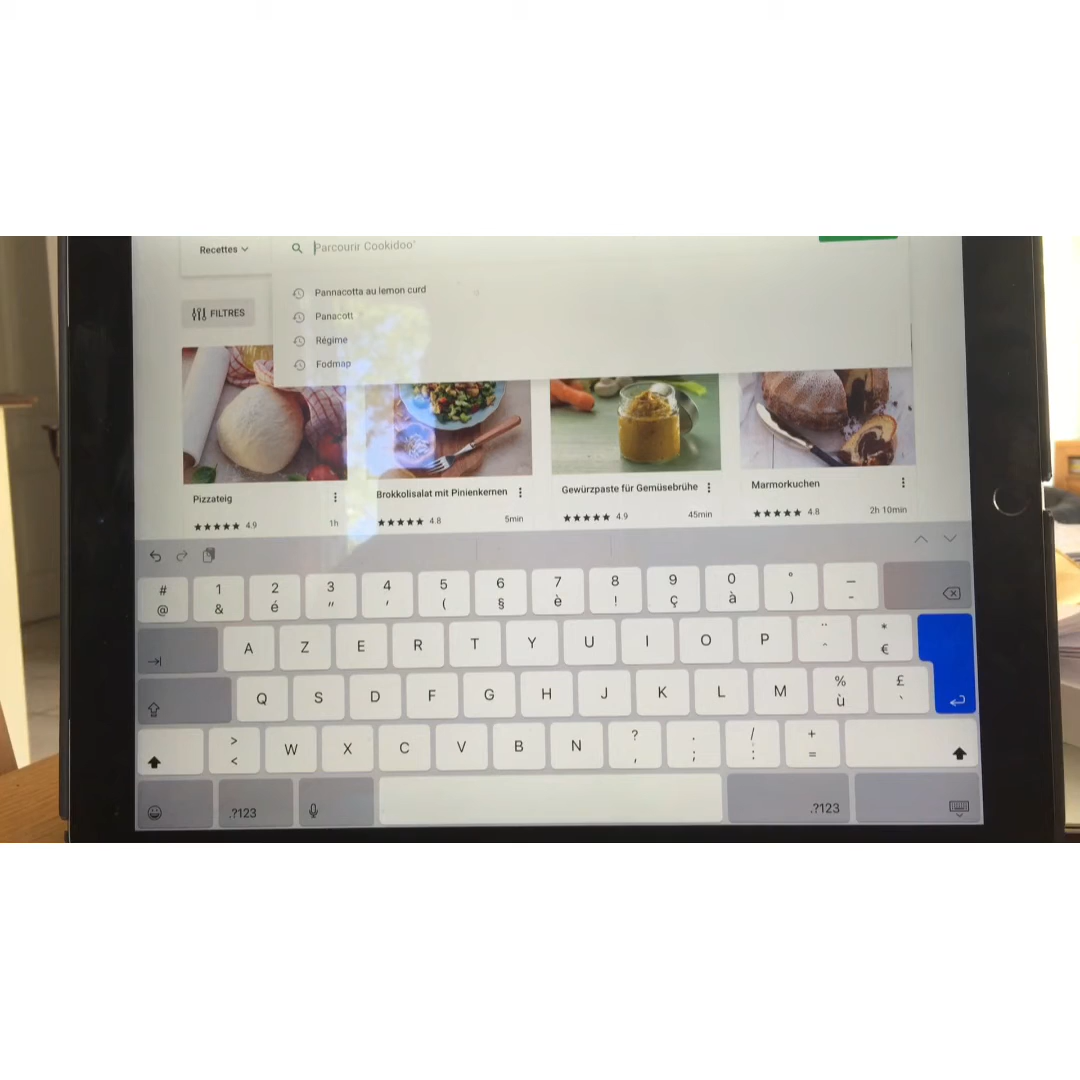 Recettes
Parcourir Cookidoo®
Pannacotta au lemon curd
Panacott
Régime
Fodmap
FILTRES
Pizzateig
4.9 1h
Brokkolisalat mit Pinienkernen
4.8 5min
Gewürzpaste für Gemüsebrühe
4.9 45min
Marmorkuchen
4.8 2h 10min
# 1 2 3 4 5 6 7 8 9 0 ° _
@ & é " ' ( § è ! ç à ) -
A Z E R T Y U I O P ¨ ^ * €
Q S D F G H J K L M % ù £ `
> < W X C V B N ? , . ; / : + =
.?123 .?123